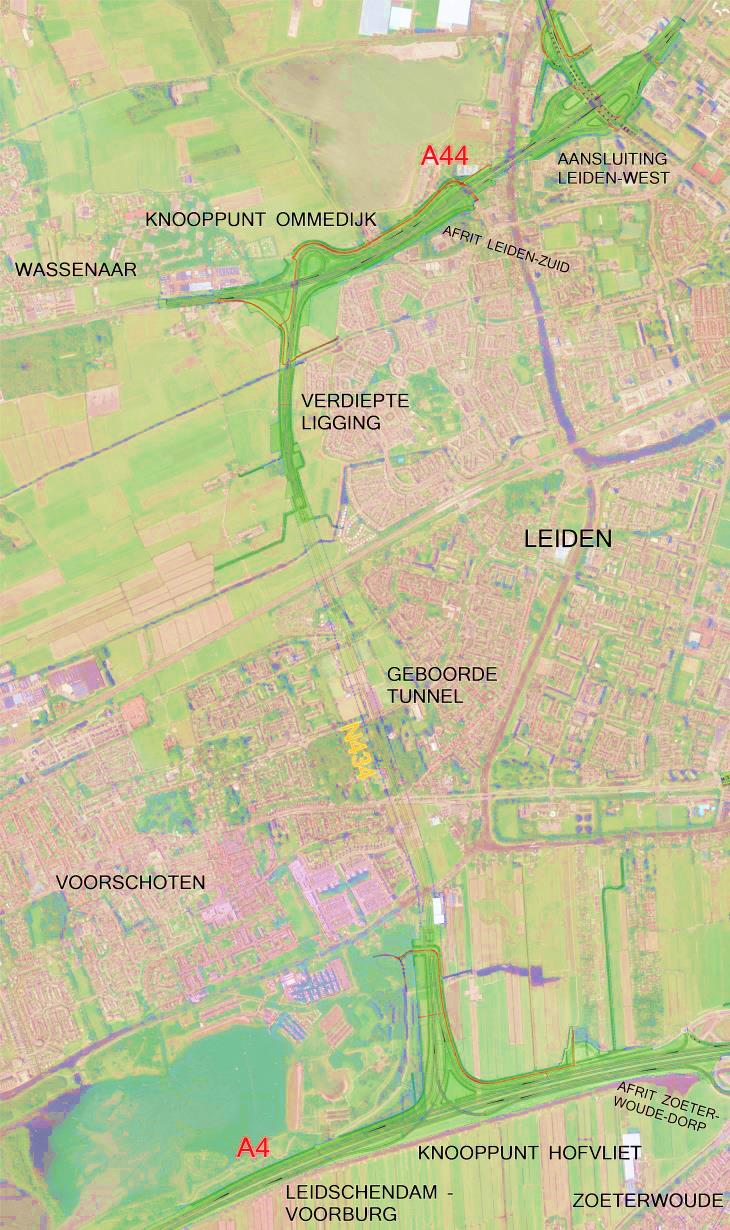 A44
AANSLUITING
LEIDEN-WEST
KNOOPPUNT OMMEDIJK
AFRIT LEIDEN-ZUID
WASSENAAR
VERDIEPTE
LIGGING
LEIDEN
GEBOORDE
TUNNEL
N434
VOORSCHOTEN
AFRIT ZOETER-
WOUDE-DORP
A4
KNOOPPUNT HOFVLIET
LEIDSCHENDAM -
VOORBURG
ZOETERWOUDE